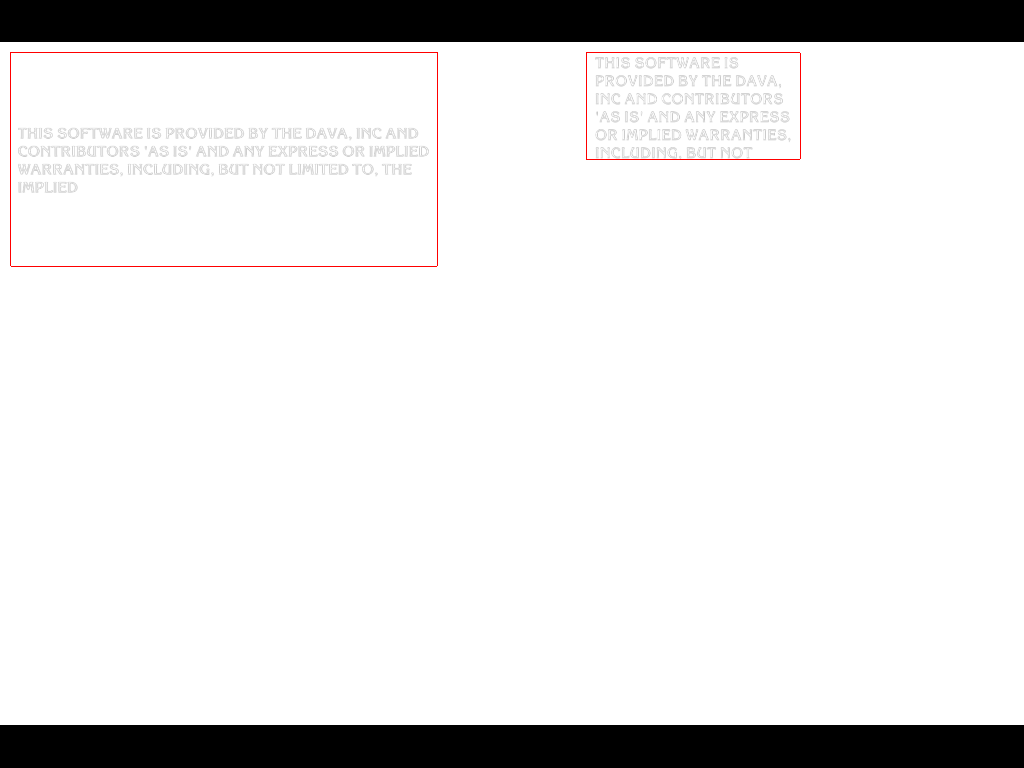 THIS SOFTWARE IS PROVIDED BY THE DAVA, INC AND
CONTRIBUTORS 'AS IS' AND ANY EXPRESS OR IMPLIED
WARRANTIES, INCLUDING, BUT NOT LIMITED TO, THE
IMPLIED
THIS SOFTWARE IS
PROVIDED BY THE DAVA,
INC AND CONTRIBUTORS
'AS IS' AND ANY EXPRESS
OR IMPLIED WARRANTIES,
INCLUDING, BUT NOT